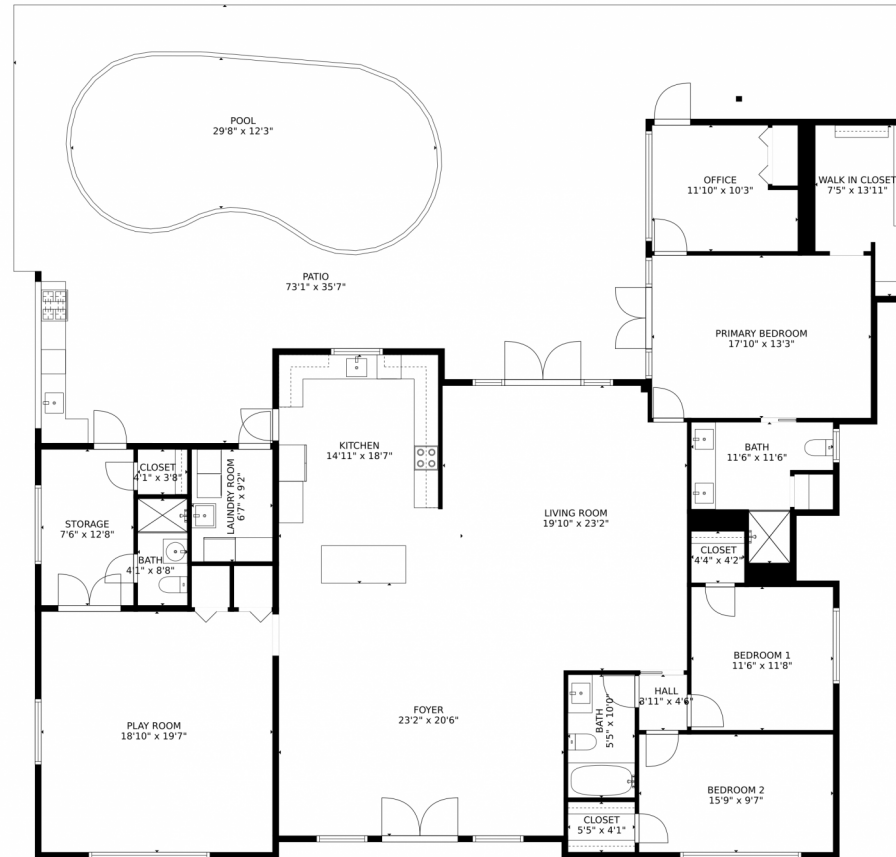 POOL
29'8" x 12'3"
OFFICE
11'10" x 10'3"
WALK IN CLOSET
7'5" x 13'11"
PATIO
73'1" x 35'7"
PRIMARY BEDROOM
17'10" x 13'3"
KITCHEN
14'11" x 18'7"
BATH
11'6" x 11'6"
CLOSET
4'1" x 3'8"
LAUNDRY ROOM
6'7" x 9'2"
STORAGE
7'6" x 12'8"
LIVING ROOM
19'10" x 23'2"
BATH
4'1" x 8'8"
CLOSET
4'4" x 4'2"
BEDROOM 1
11'6" x 11'8"
HALL
3'11" x 4'6"
FOYER
23'2" x 20'6"
BATH
5'5" x 10'0"
PLAY ROOM
18'10" x 19'7"
BEDROOM 2
15'9" x 9'7"
CLOSET
5'5" x 4'1"